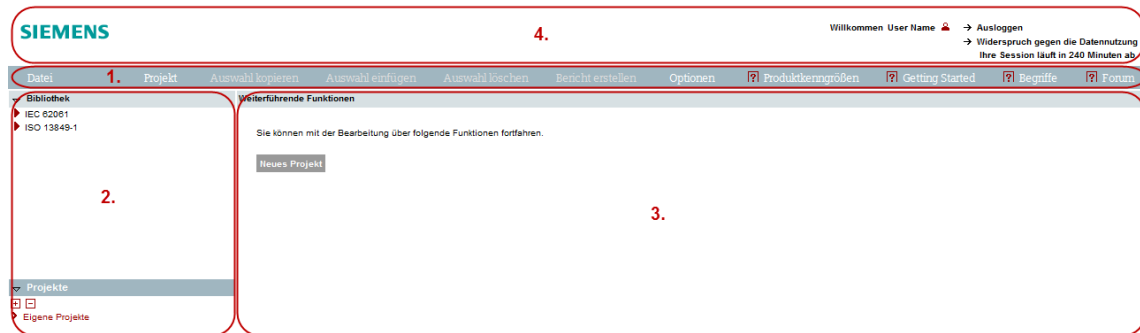 SIEMENS
4.
Willkommen User Name → Ausloggen
→ Widerspruch gegen die Datennutzung
Ihre Session läuft in 240 Minuten ab
Datei 1. Projekt Auswahl kopieren Auswahl einfügen Auswahl löschen Bericht erstellen Optionen ? Produktkenngrößen ? Getting Started ? Begriffe ? Forum
Bibliothek
IEC 62061
ISO 13849-1
2.
Projekte
Eigene Projekte
Weiterführende Funktionen
Sie können mit der Bearbeitung über folgende Funktionen fortfahren.
Neues Projekt
3.